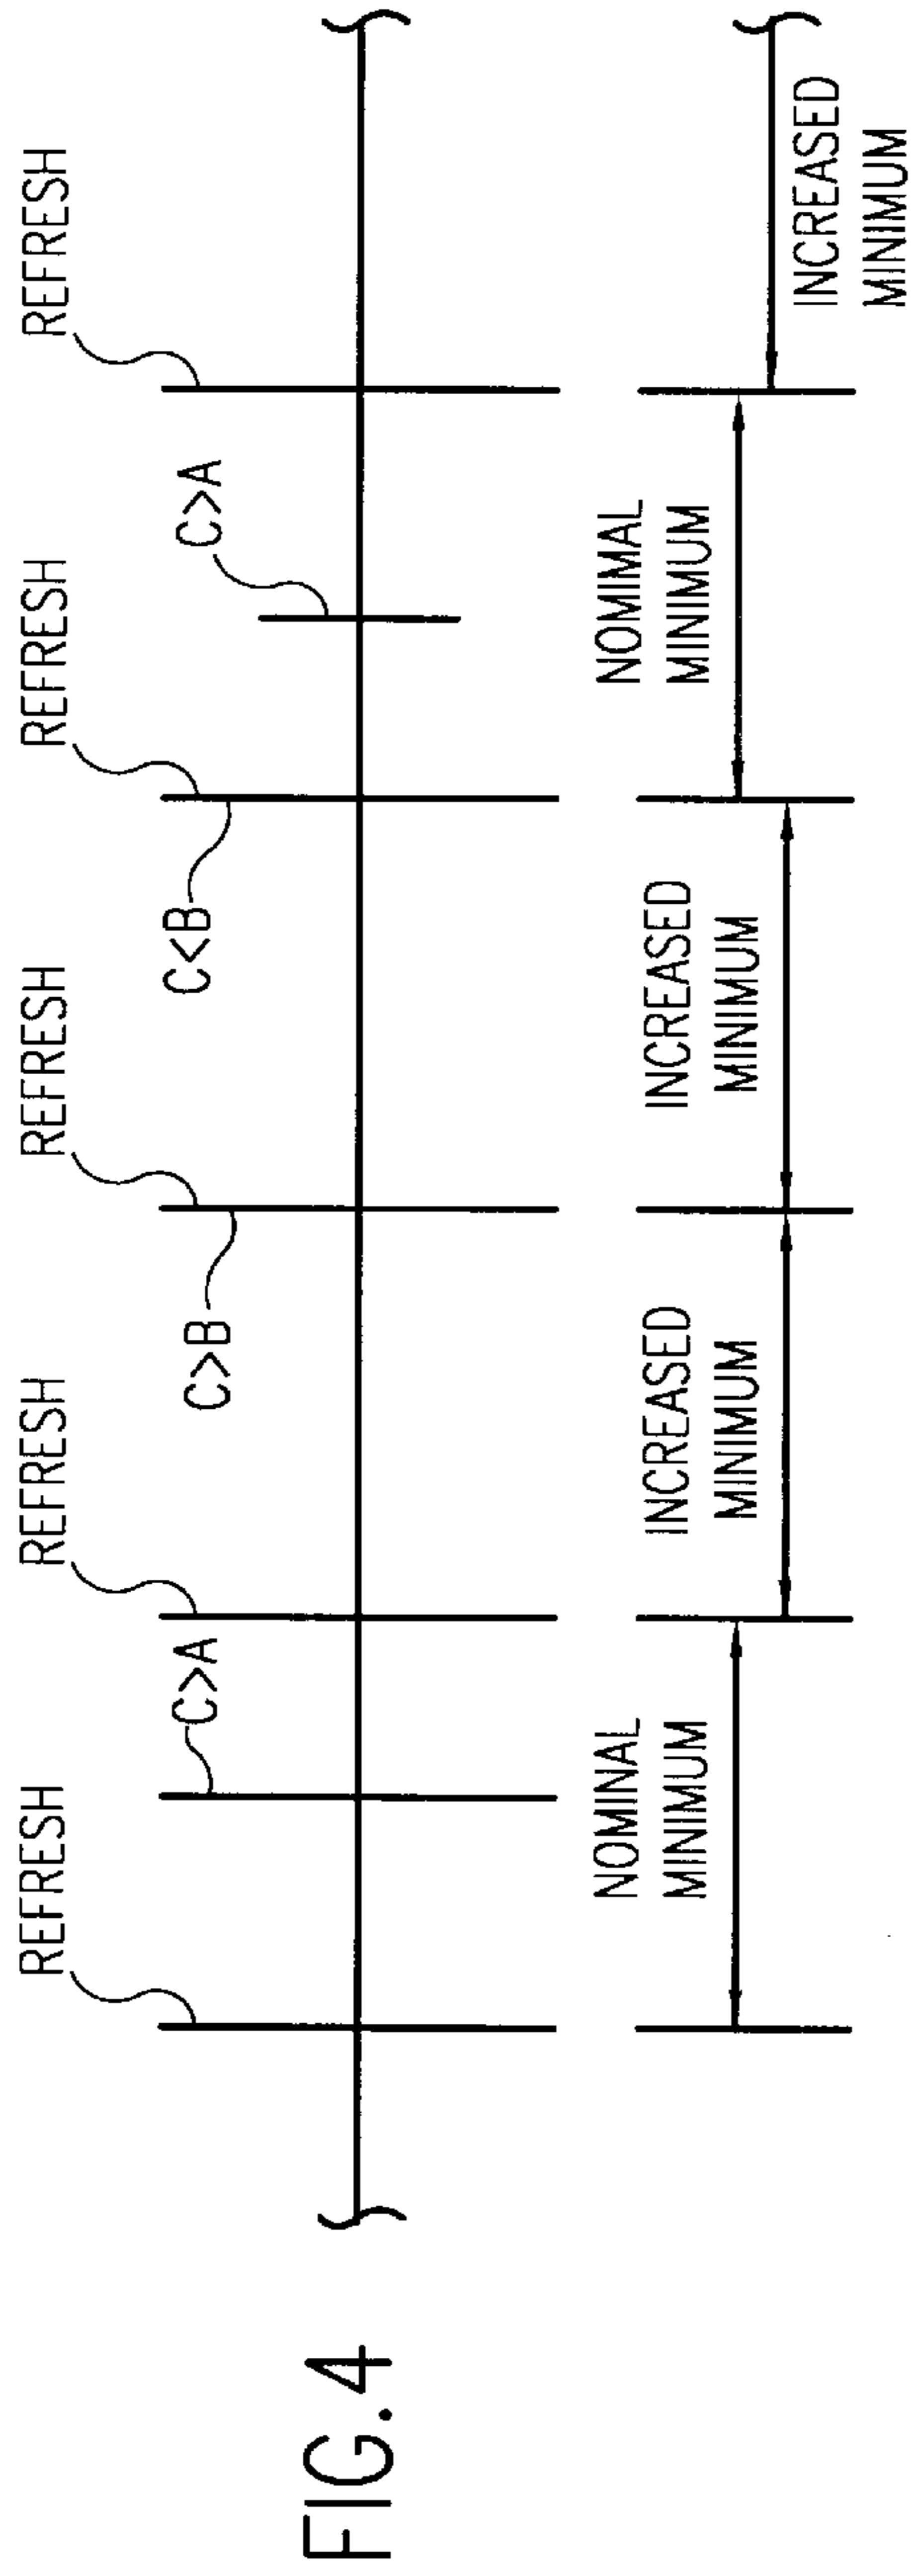 FIG.4
REFRESH
REFRESH
REFRESH
REFRESH
REFRESH
C>A
C>B
C<B
C>A
NOMINAL
MINIMUM
INCREASED
MINIMUM
INCREASED
MINIMUM
NOMIMAL
MINIMUM
INCREASED
MINIMUM